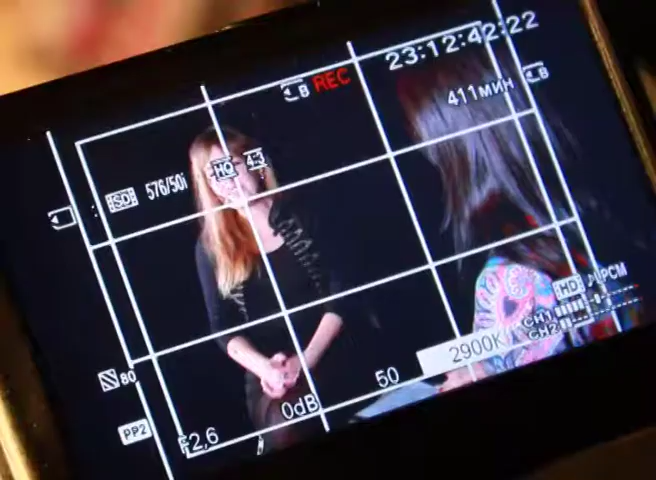 23:12:42:22
B REC
411мин B
HQ 4:3
SD 576/50i
HD LPCM
CH1
CH2
2900K
80
50
0dB
PP2
F2,6